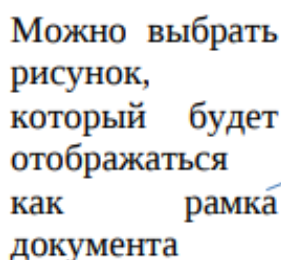 Можно выбрать
рисунок,
который будет
отображаться
как рамка
документа